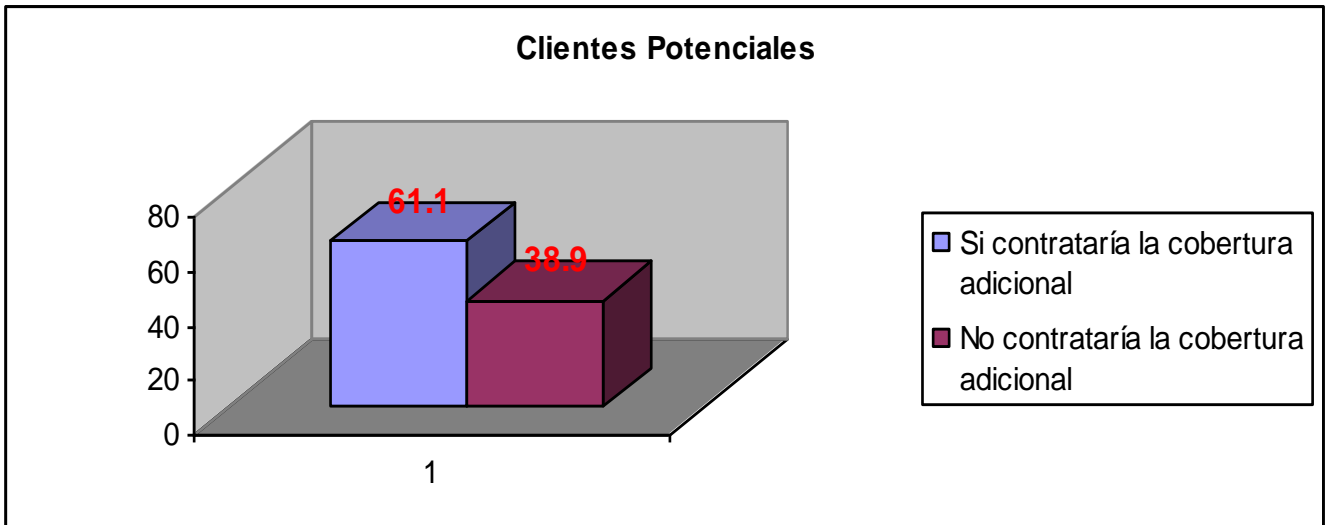 Clientes Potenciales
61.1
38.9
80
60
40
20
0
1
Si contrataría la cobertura
adicional
No contrataría la cobertura
adicional